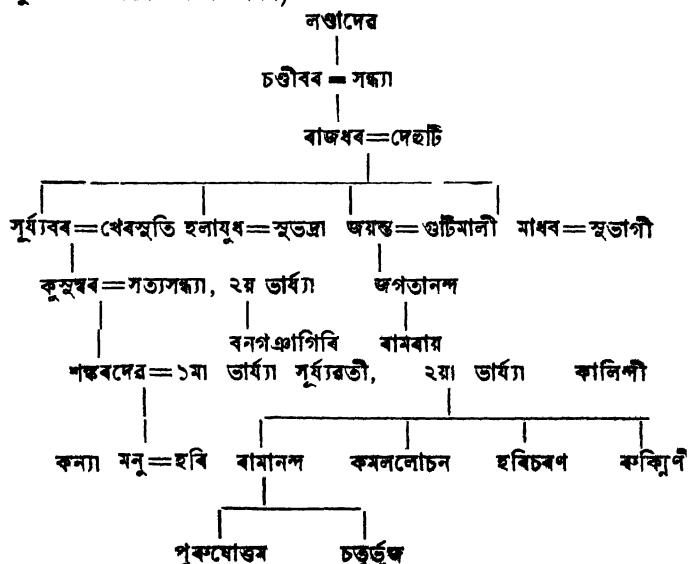 লণ্ডাদেৱ
চণ্ডীবৰ = সন্ধ্যা
ৰাজধৰ=দেহুটি
সূৰ্য্যবৰ=খেৰসুতি হলায়ুধ=সুভদ্ৰা জয়ন্ত=গুটিমালী মাধৱ=সুভাগী
কুসুম্বৰ=সত্যসন্ধ্যা, ২য় ভাৰ্য্যা জগতানন্দ
বনগঞাগিৰি ৰামৰায়
শঙ্কৰদেৱ=১মা ভাৰ্য্যা সূৰ্য্যৱতী, ২য়া ভাৰ্য্যা কালিন্দী
কন্যা মনু=হৰি ৰামানন্দ কমললোচন হৰিচৰণ ৰুক্মিণী
পুৰুষোত্তম চতুৰ্ভুজ